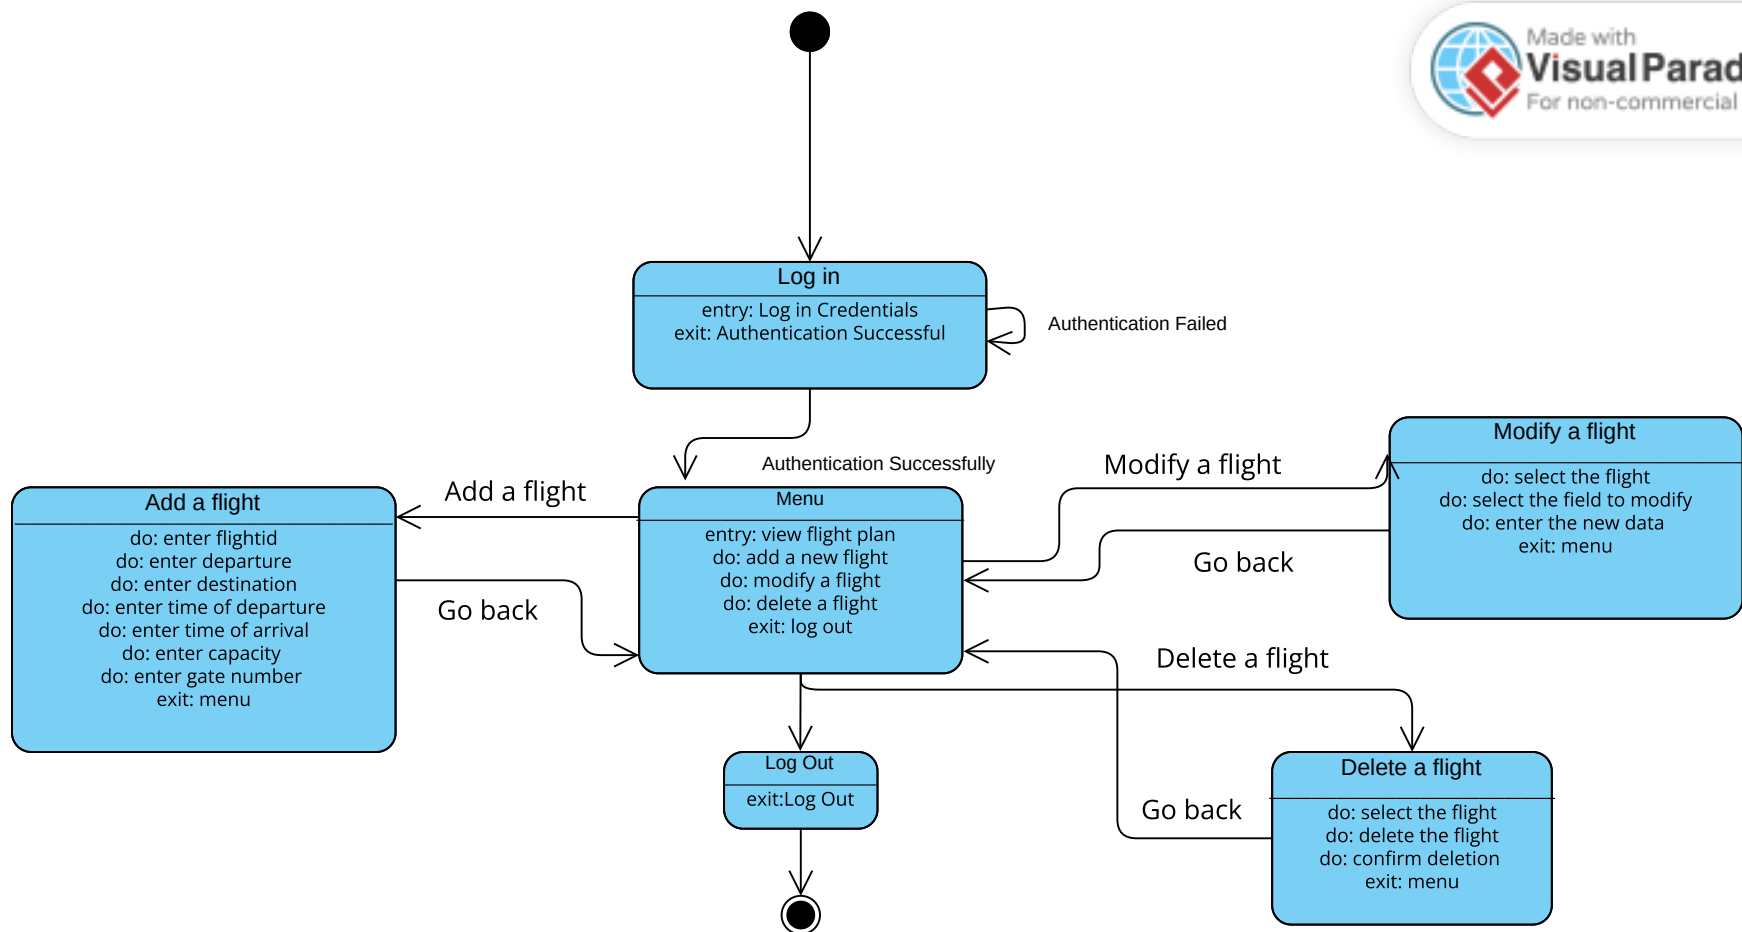 Made with
Visual Parad
For non-commercial
Log in
entry: Log in Credentials
exit: Authentication Successful
Authentication Failed
Authentication Successfully
Modify a flight
Modify a flight
do: select the flight
do: select the field to modify
do: enter the new data
exit: menu
Go back
Add a flight
Add a flight
do: enter flightid
do: enter departure
do: enter destination
do: enter time of departure
do: enter time of arrival
do: enter capacity
do: enter gate number
exit: menu
Go back
Menu
entry: view flight plan
do: add a new flight
do: modify a flight
do: delete a flight
exit: log out
Delete a flight
Log Out
exit:Log Out
Go back
Delete a flight
do: select the flight
do: delete the flight
do: confirm deletion
exit: menu